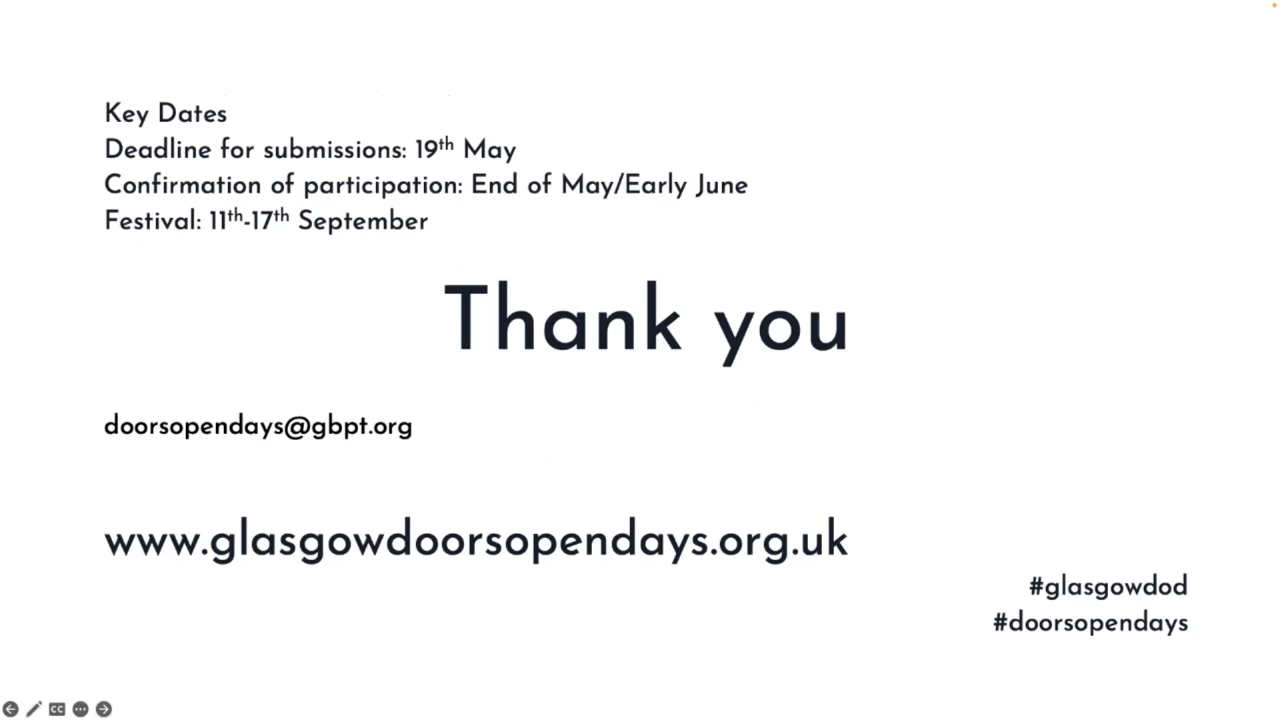 Key Dates
Deadline for submissions: 19th May
Confirmation of participation: End of May/Early June
Festival: 11th-17th September
Thank you
doorsopendays@gbpt.org
www.glasgowdoorsopendays.org.uk
#glasgowdod
#doorsopendays
CC